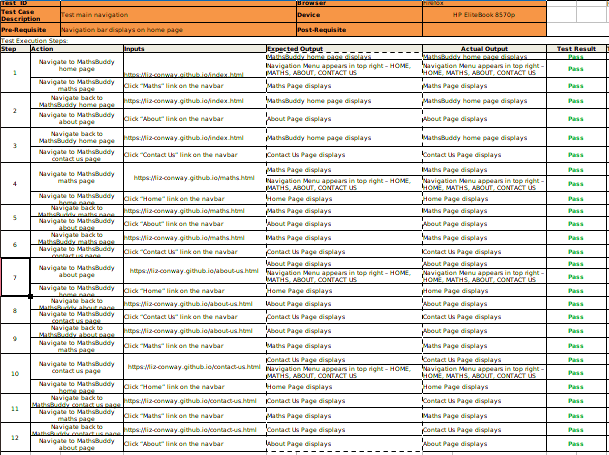 Test ID Browser Firefox
Test Case Description Test main navigation Device HP EliteBook 8570p
Pre-Requisite Navigation bar displays on home page Post-Requisite
Test Execution Steps:
Step Action Inputs Expected Output Actual Output Test Result
1 Navigate to MathsBuddy home page https://liz-conway.github.io/index.html MathsBuddy home page displays MathsBuddy home page displays Pass
Navigation Menu appears in top right – HOME, MATHS, ABOUT, CONTACT US Navigation Menu appears in top right – HOME, MATHS, ABOUT, CONTACT US Pass
Navigate to MathsBuddy maths page Click "Maths" link on the navbar Maths Page displays Maths Page displays Pass
2 Navigate back to MathsBuddy home page https://liz-conway.github.io/index.html MathsBuddy home page displays MathsBuddy home page displays Pass
Navigate to MathsBuddy about page Click "About" link on the navbar About Page displays About Page displays Pass
3 Navigate back to MathsBuddy home page https://liz-conway.github.io/index.html MathsBuddy home page displays MathsBuddy home page displays Pass
Navigate to MathsBuddy contact us page Click "Contact Us" link on the navbar Contact Us Page displays Contact Us Page displays Pass
4 Navigate to MathsBuddy maths page https://liz-conway.github.io/maths.html Maths Page displays Maths Page displays Pass
Navigation Menu appears in top right – HOME, MATHS, ABOUT, CONTACT US Navigation Menu appears in top right – HOME, MATHS, ABOUT, CONTACT US Pass
Navigate to MathsBuddy home page Click "Home" link on the navbar Home Page displays Home Page displays Pass
5 Navigate back to MathsBuddy maths page https://liz-conway.github.io/maths.html Maths Page displays Maths Page displays Pass
Navigate to MathsBuddy about page Click "About" link on the navbar About Page displays About Page displays Pass
6 Navigate back to MathsBuddy maths page https://liz-conway.github.io/maths.html Maths Page displays Maths Page displays Pass
Navigate to MathsBuddy contact us page Click "Contact Us" link on the navbar Contact Us Page displays Contact Us Page displays Pass
7 Navigate to MathsBuddy about page https://liz-conway.github.io/about-us.html About Page displays About Page displays Pass
Navigation Menu appears in top right – HOME, MATHS, ABOUT, CONTACT US Navigation Menu appears in top right – HOME, MATHS, ABOUT, CONTACT US Pass
Navigate to MathsBuddy home page Click "Home" link on the navbar Home Page displays Home Page displays Pass
8 Navigate back to MathsBuddy about page https://liz-conway.github.io/about-us.html About Page displays About Page displays Pass
Navigate to MathsBuddy contact us page Click "Contact Us" link on the navbar Contact Us Page displays Contact Us Page displays Pass
9 Navigate back to MathsBuddy about page https://liz-conway.github.io/about-us.html About Page displays About Page displays Pass
Navigate to MathsBuddy maths page Click "Maths" link on the navbar Maths Page displays Maths Page displays Pass
10 Navigate to MathsBuddy contact us page https://liz-conway.github.io/contact-us.html Contact Us Page displays Contact Us Page displays Pass
Navigation Menu appears in top right – HOME, MATHS, ABOUT, CONTACT US Navigation Menu appears in top right – HOME, MATHS, ABOUT, CONTACT US Pass
Navigate to MathsBuddy home page Click "Home" link on the navbar Home Page displays Home Page displays Pass
11 Navigate back to MathsBuddy contact us page https://liz-conway.github.io/contact-us.html Contact Us Page displays Contact Us Page displays Pass
Navigate to MathsBuddy maths page Click "Maths" link on the navbar Maths Page displays Maths Page displays Pass
12 Navigate back to MathsBuddy contact us page https://liz-conway.github.io/contact-us.html Contact Us Page displays Contact Us Page displays Pass
Navigate to MathsBuddy about page Click "About" link on the navbar About Page displays About Page displays Pass